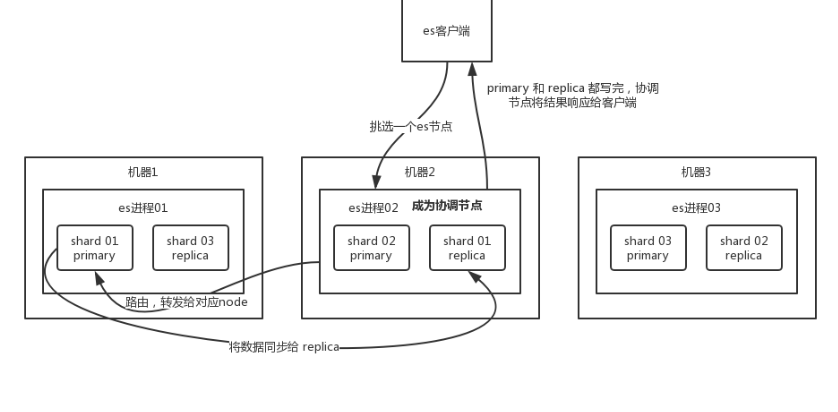 es客户端
primary 和 replica 都写完，协调
节点将结果响应给客户端
挑选一个es节点
机器1
机器2
机器3
es进程01
es进程02
成为协调节点
es进程03
shard 01
primary
shard 03
replica
shard 02
primary
shard 01
replica
shard 03
primary
shard 02
replica
路由，转发给对应node
将数据同步给 replica